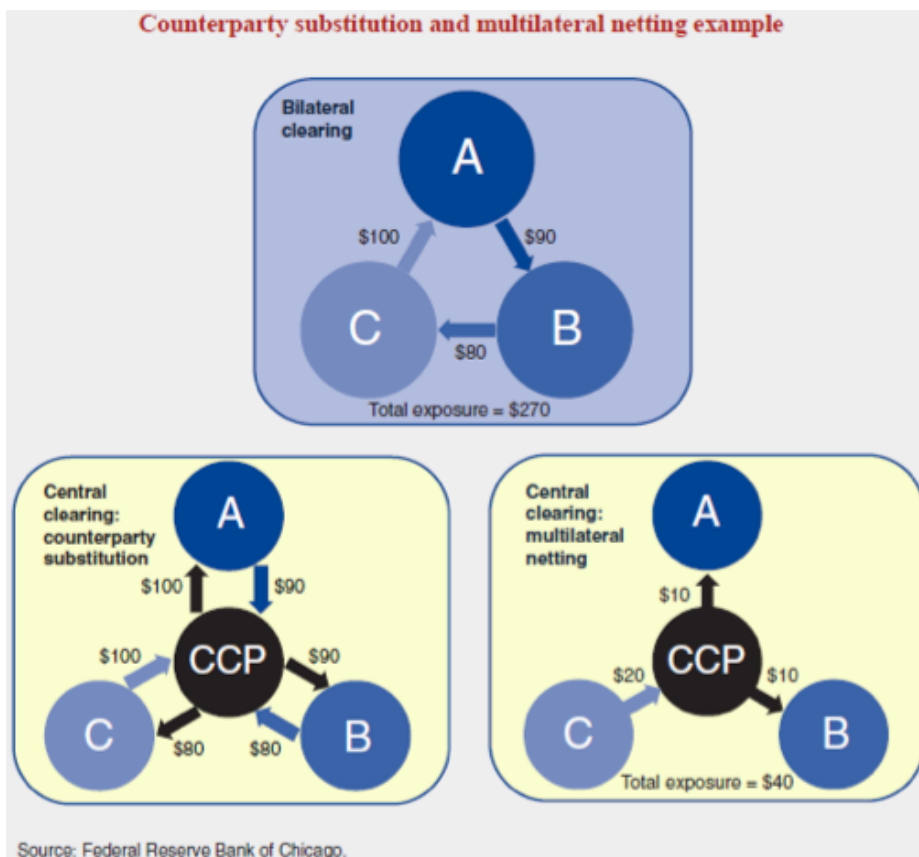 Counterparty substitution and multilateral netting example
Bilateral
clearing
A
$100
$90
C
B
$80
Total exposure = $270
Central
clearing:
counterparty
substitution
A
$100
$90
$100
CCP
$90
C
B
$80
$80
Central
clearing:
multilateral
netting
A
$10
CCP
$20
$10
C
B
Total exposure = $40
Source: Federal Reserve Bank of Chicago.